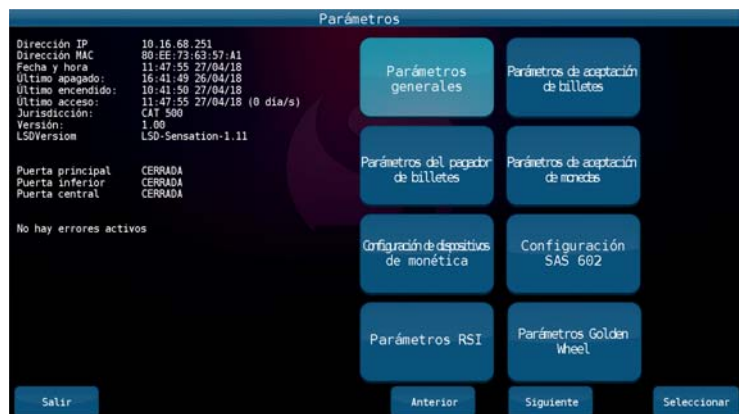 Parámetros
Dirección IP 10.16.68.251
Dirección MAC 80:EE:73:63:57:A1
Fecha y hora 11:47:55 27/04/18
Último apagado: 16:41:49 26/04/18
Último encendido: 10:41:50 27/04/18
Último acceso: 11:47:55 27/04/18 (0 día/s)
Jurisdicción: CAT 500
Versión: 1.00
LSDVersiom LSD-Sensation-1.11
Puerta principal CERRADA
Puerta inferior CERRADA
Puerta central CERRADA
No hay errores activos
Parámetros
generales
Parámetros de aceptación
de billetes
Parámetros del pagador
de billetes
Parámetros de aceptación
de monedas
Configuración de dispositivos
de monética
Configuración
SAS 602
Parámetros RSI
Parámetros Golden
Wheel
Salir
Anterior
Siguiente
Seleccionar